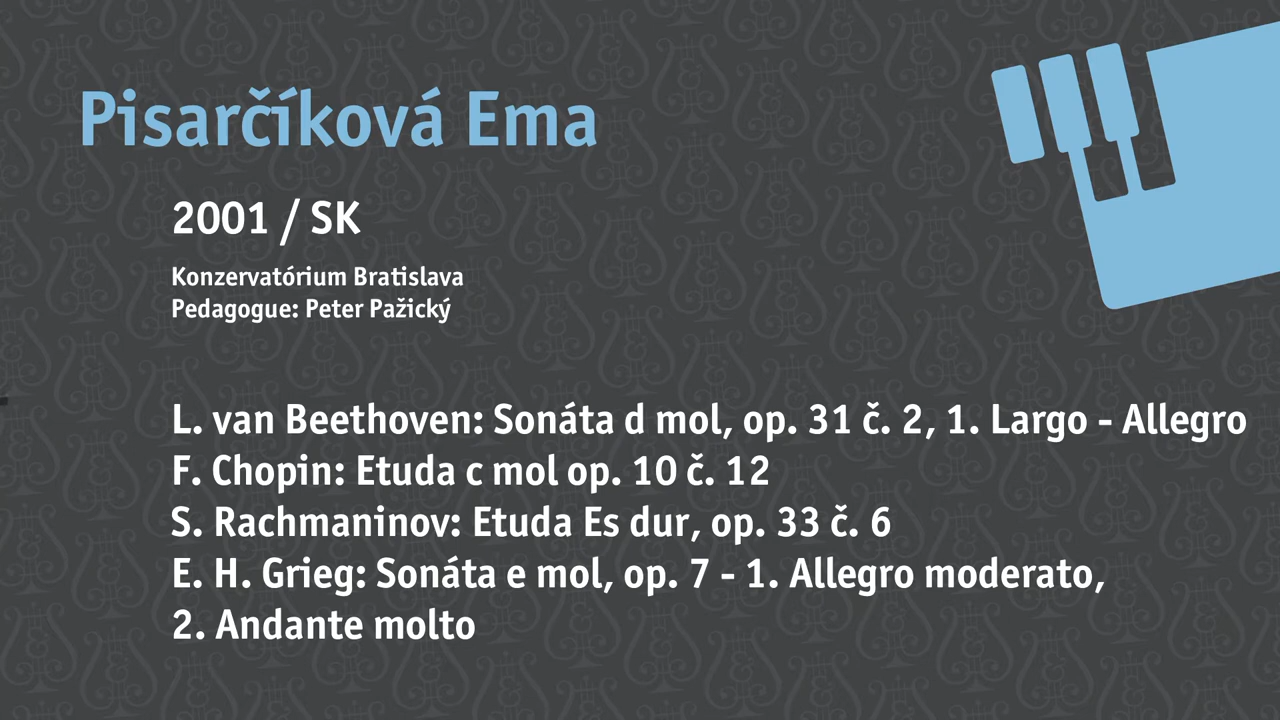 Pisarčíková Ema
2001 / SK
Konzervatórium Bratislava
Pedagogue: Peter Pažický
L. van Beethoven: Sonáta d mol, op. 31 č. 2, 1. Largo - Allegro
F. Chopin: Etuda c mol op. 10 č. 12
S. Rachmaninov: Etuda Es dur, op. 33 č. 6
E. H. Grieg: Sonáta e mol, op. 7 - 1. Allegro moderato,
2. Andante molto